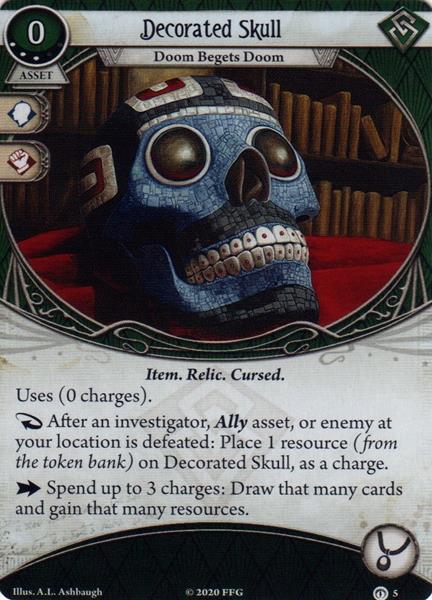 0
Decorated Skull
ASSET
Doom Begets Doom
Item. Relic. Cursed.
Uses (0 charges).
After an investigator, Ally asset, or enemy at
your location is defeated: Place 1 resource (from
the token bank) on Decorated Skull, as a charge.
Spend up to 3 charges: Draw that many cards
and gain that many resources.
Illus. A.L. Ashbaugh
© 2020 FFG
5